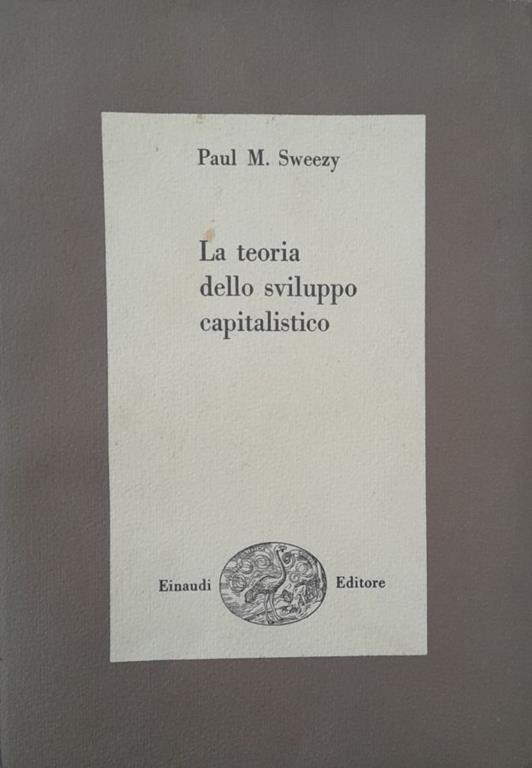 Paul M. Sweezy
La teoria
dello sviluppo
capitalistico
Einaudi Editore